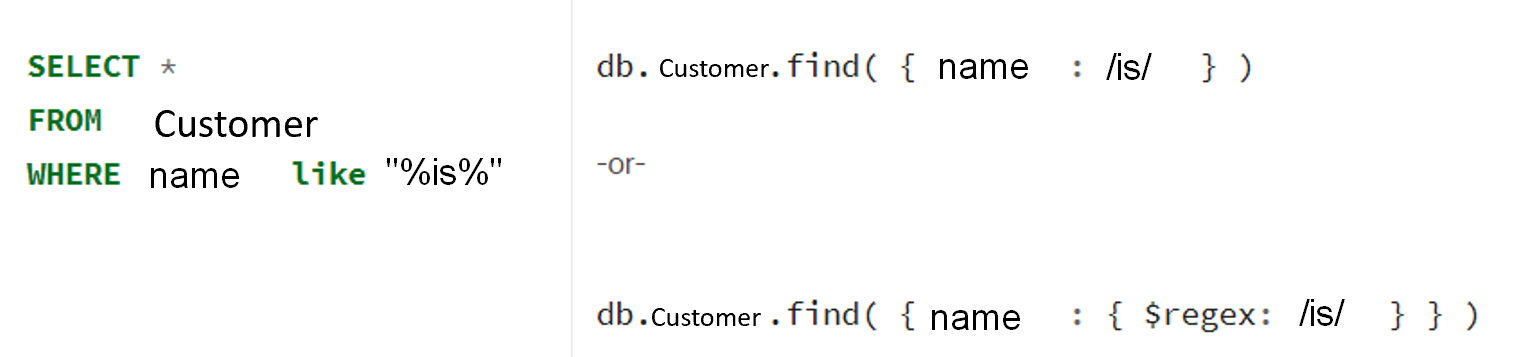 SELECT *
FROM Customer
WHERE name like "%is%"
db. Customer.find( { name : /is/ } )
-or-
db.Customer .find( { name : { $regex: /is/ } } )